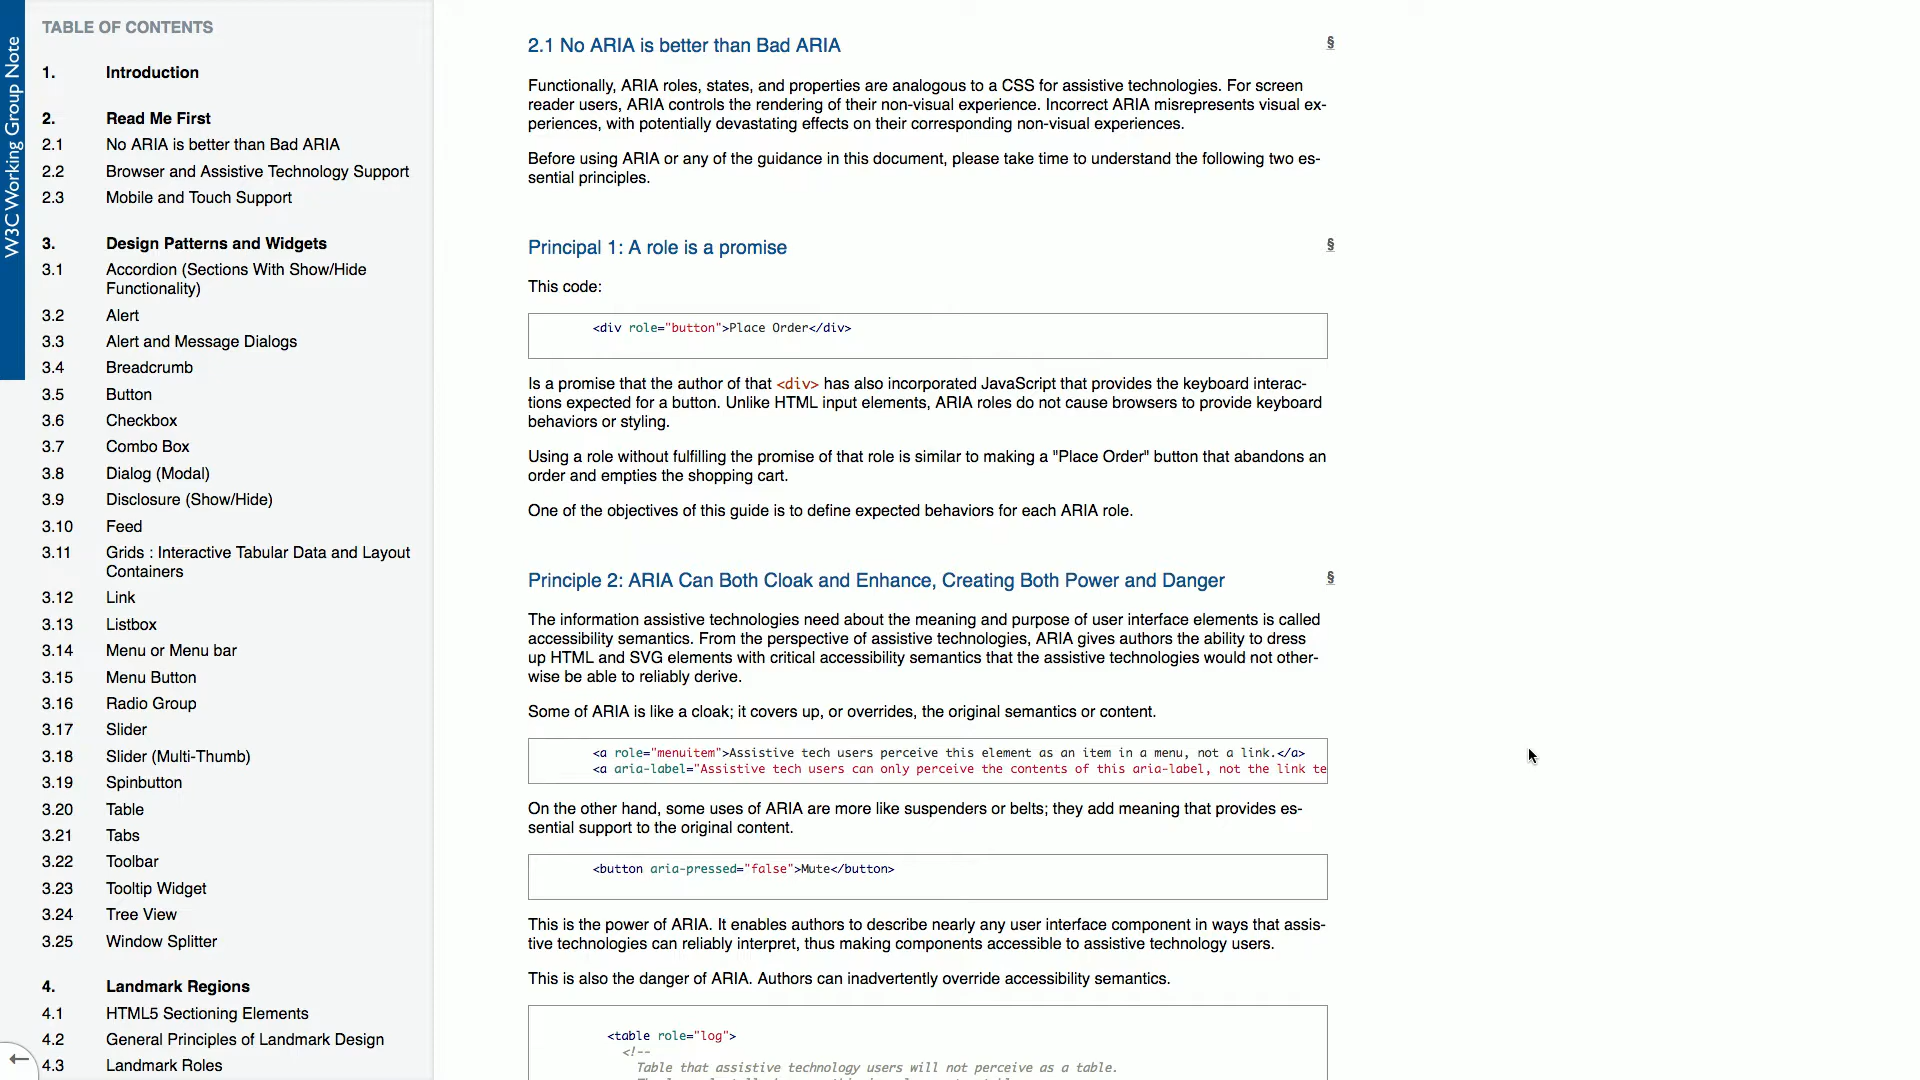 W3C Working Group Note
TABLE OF CONTENTS
1. Introduction
2. Read Me First
2.1 No ARIA is better than Bad ARIA
2.2 Browser and Assistive Technology Support
2.3 Mobile and Touch Support
3. Design Patterns and Widgets
3.1 Accordion (Sections With Show/Hide
Functionality)
3.2 Alert
3.3 Alert and Message Dialogs
3.4 Breadcrumb
3.5 Button
3.6 Checkbox
3.7 Combo Box
3.8 Dialog (Modal)
3.9 Disclosure (Show/Hide)
3.10 Feed
3.11 Grids : Interactive Tabular Data and Layout
Containers
3.12 Link
3.13 Listbox
3.14 Menu or Menu bar
3.15 Menu Button
3.16 Radio Group
3.17 Slider
3.18 Slider (Multi-Thumb)
3.19 Spinbutton
3.20 Table
3.21 Tabs
3.22 Toolbar
3.23 Tooltip Widget
3.24 Tree View
3.25 Window Splitter
4. Landmark Regions
4.1 HTML5 Sectioning Elements
4.2 General Principles of Landmark Design
4.3 Landmark Roles
←
2.1 No ARIA is better than Bad ARIA §
Functionally, ARIA roles, states, and properties are analogous to a CSS for assistive technologies. For screen
reader users, ARIA controls the rendering of their non-visual experience. Incorrect ARIA misrepresents visual ex-
periences, with potentially devastating effects on their corresponding non-visual experiences.
Before using ARIA or any of the guidance in this document, please take time to understand the following two es-
sential principles.
Principal 1: A role is a promise §
This code:
<div role="button">Place Order</div>
Is a promise that the author of that <div> has also incorporated JavaScript that provides the keyboard interac-
tions expected for a button. Unlike HTML input elements, ARIA roles do not cause browsers to provide keyboard
behaviors or styling.
Using a role without fulfilling the promise of that role is similar to making a "Place Order" button that abandons an
order and empties the shopping cart.
One of the objectives of this guide is to define expected behaviors for each ARIA role.
Principle 2: ARIA Can Both Cloak and Enhance, Creating Both Power and Danger §
The information assistive technologies need about the meaning and purpose of user interface elements is called
accessibility semantics. From the perspective of assistive technologies, ARIA gives authors the ability to dress
up HTML and SVG elements with critical accessibility semantics that the assistive technologies would not other-
wise be able to reliably derive.
Some of ARIA is like a cloak; it covers up, or overrides, the original semantics or content.
<a role="menuitem">Assistive tech users perceive this element as an item in a menu, not a link.</a>
<a aria-label="Assistive tech users can only perceive the contents of this aria-label, not the link te
On the other hand, some uses of ARIA are more like suspenders or belts; they add meaning that provides es-
sential support to the original content.
<button aria-pressed="false">Mute</button>
This is the power of ARIA. It enables authors to describe nearly any user interface component in ways that assis-
tive technologies can reliably interpret, thus making components accessible to assistive technology users.
This is also the danger of ARIA. Authors can inadvertently override accessibility semantics.
<table role="log">
<!--
Table that assistive technology users will not perceive as a table.